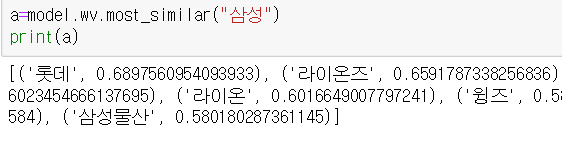 a=model.wv.most_similar("삼성")
print(a)
[('롯데', 0.6897560954093933), ('라이온즈', 0.6591787338256836)
6023454666137695), ('라이온', 0.6016649007797241), ('윙즈', 0.58
584), ('삼성물산', 0.580180287361145)]